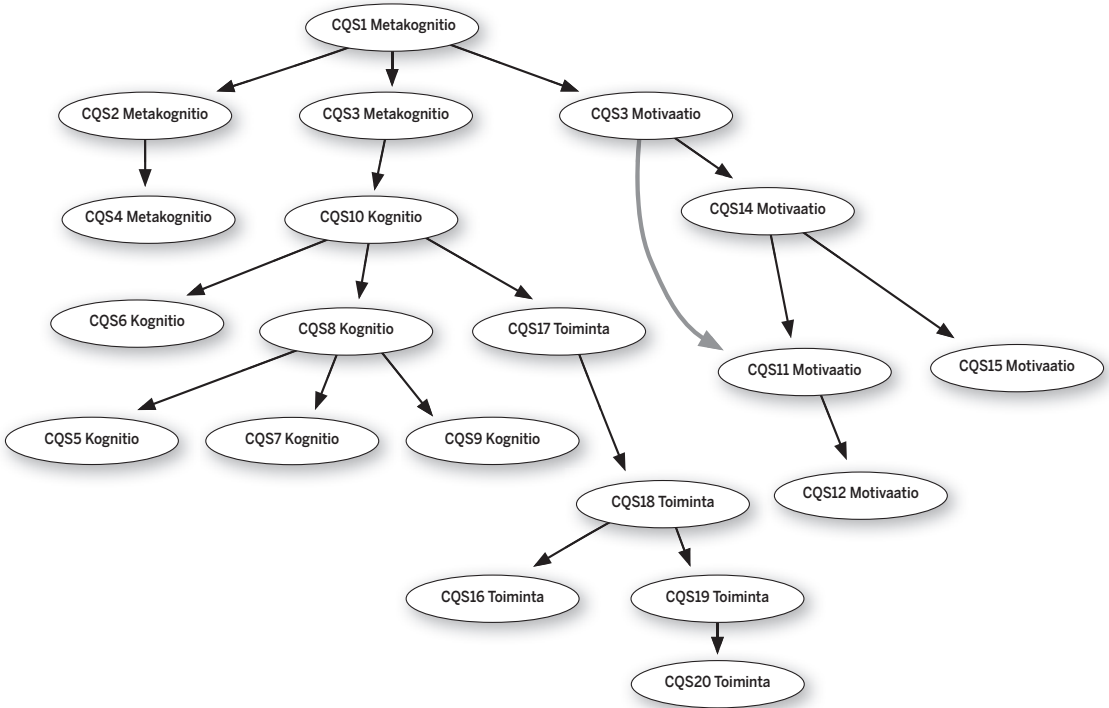 CQS1 Metakognitio
CQS2 Metakognitio
CQS3 Metakognitio
CQS3 Motivaatio
CQS4 Metakognitio
CQS10 Kognitio
CQS14 Motivaatio
CQS6 Kognitio
CQS8 Kognitio
CQS17 Toiminta
CQS11 Motivaatio
CQS15 Motivaatio
CQS5 Kognitio
CQS7 Kognitio
CQS9 Kognitio
CQS12 Motivaatio
CQS18 Toiminta
CQS16 Toiminta
CQS19 Toiminta
CQS20 Toiminta